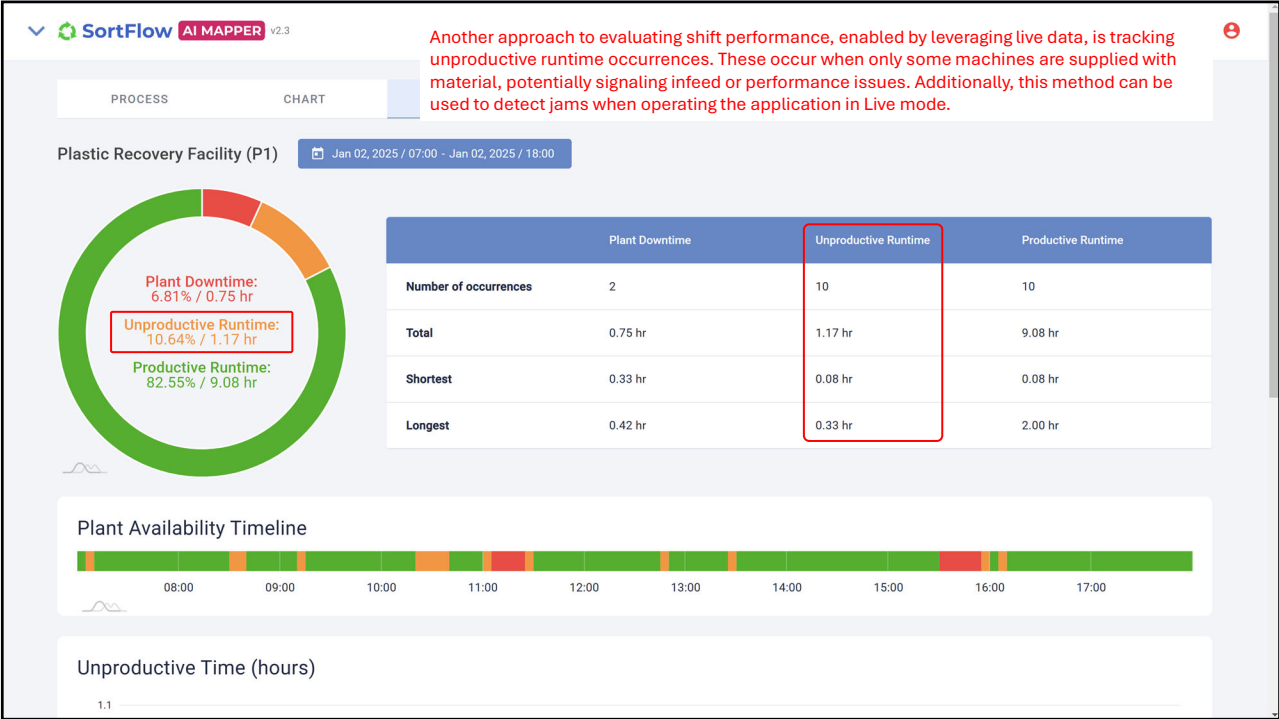 SortFlow AI MAPPER v2.3
Another approach to evaluating shift performance, enabled by leveraging live data, is tracking
unproductive runtime occurrences. These occur when only some machines are supplied with
material, potentially signaling infeed or performance issues. Additionally, this method can be
used to detect jams when operating the application in Live mode.
PROCESS CHART
Plastic Recovery Facility (P1) Jan 02, 2025 / 07:00 - Jan 02, 2025 / 18:00
Plant Downtime:
6.81% / 0.75 hr
Unproductive Runtime:
10.64% / 1.17 hr
Productive Runtime:
82.55% / 9.08 hr
Plant Downtime Unproductive Runtime Productive Runtime
Number of occurrences 2 10 10
Total 0.75 hr 1.17 hr 9.08 hr
Shortest 0.33 hr 0.08 hr 0.08 hr
Longest 0.42 hr 0.33 hr 2.00 hr
Plant Availability Timeline
08:00 09:00 10:00 11:00 12:00 13:00 14:00 15:00 16:00 17:00
Unproductive Time (hours)
1.1